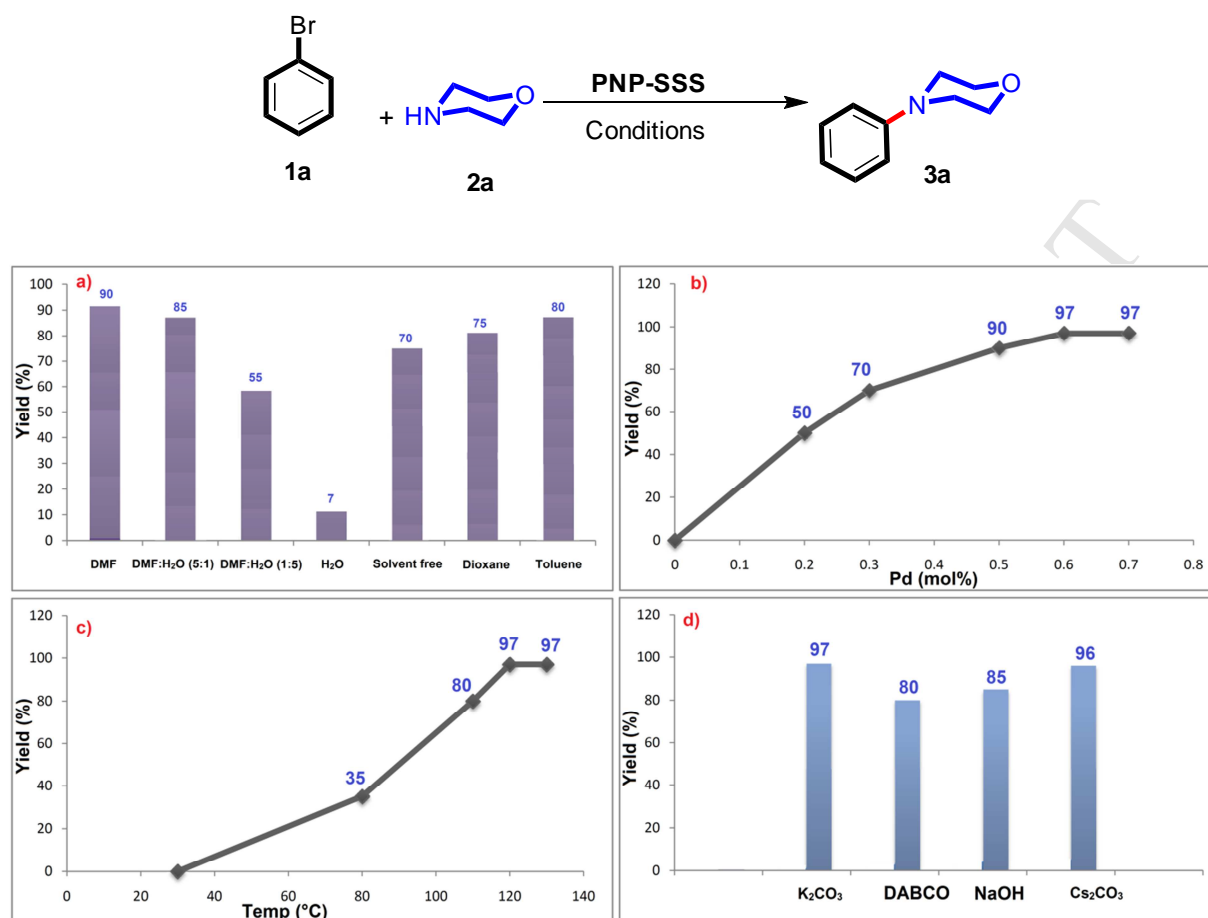 Br
+ HN O
PNP-SSS
Conditions
N O
1a
2a
3a
T
a)
Yield (%)
100
90
80
70
60
50
40
30
20
10
0
90
85
55
7
70
75
80
DMF
DMF:H₂O (5:1)
DMF:H₂O (1:5)
H₂O
Solvent free
Dioxane
Toluene
b)
Yield (%)
120
100
80
60
40
20
0
50
70
90
97
97
0 0.1 0.2 0.3 0.4 0.5 0.6 0.7 0.8
Pd (mol%)
c)
Yield (%)
120
100
80
60
40
20
0
35
80
97
97
0 20 40 60 80 100 120 140
Temp (°C)
d)
Yield (%)
120
100
80
60
40
20
0
97
80
85
96
K₂CO₃
DABCO
NaOH
Cs₂CO₃